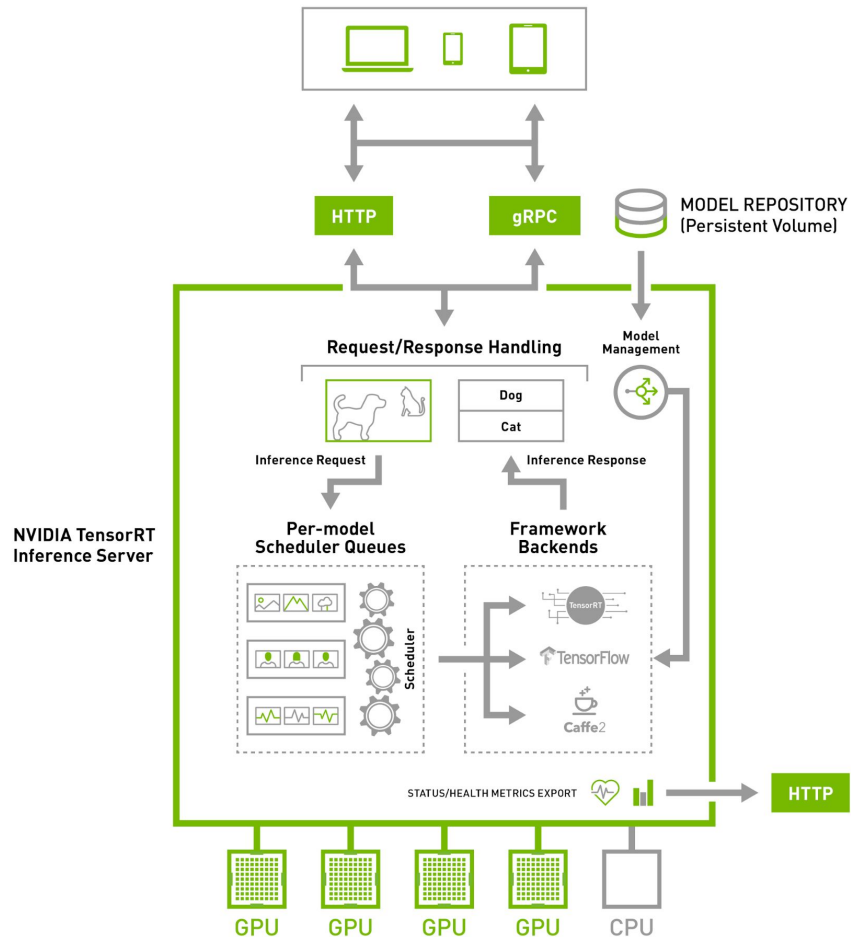 HTTP
gRPC
MODEL REPOSITORY
(Persistent Volume)
Request/Response Handling
Model
Management
Dog
Cat
Inference Request
Inference Response
NVIDIA TensorRT
Inference Server
Per-model
Scheduler Queues
Framework
Backends
Scheduler
TensorRT
TensorFlow
Caffe2
STATUS/HEALTH METRICS EXPORT
HTTP
GPU
GPU
GPU
GPU
CPU